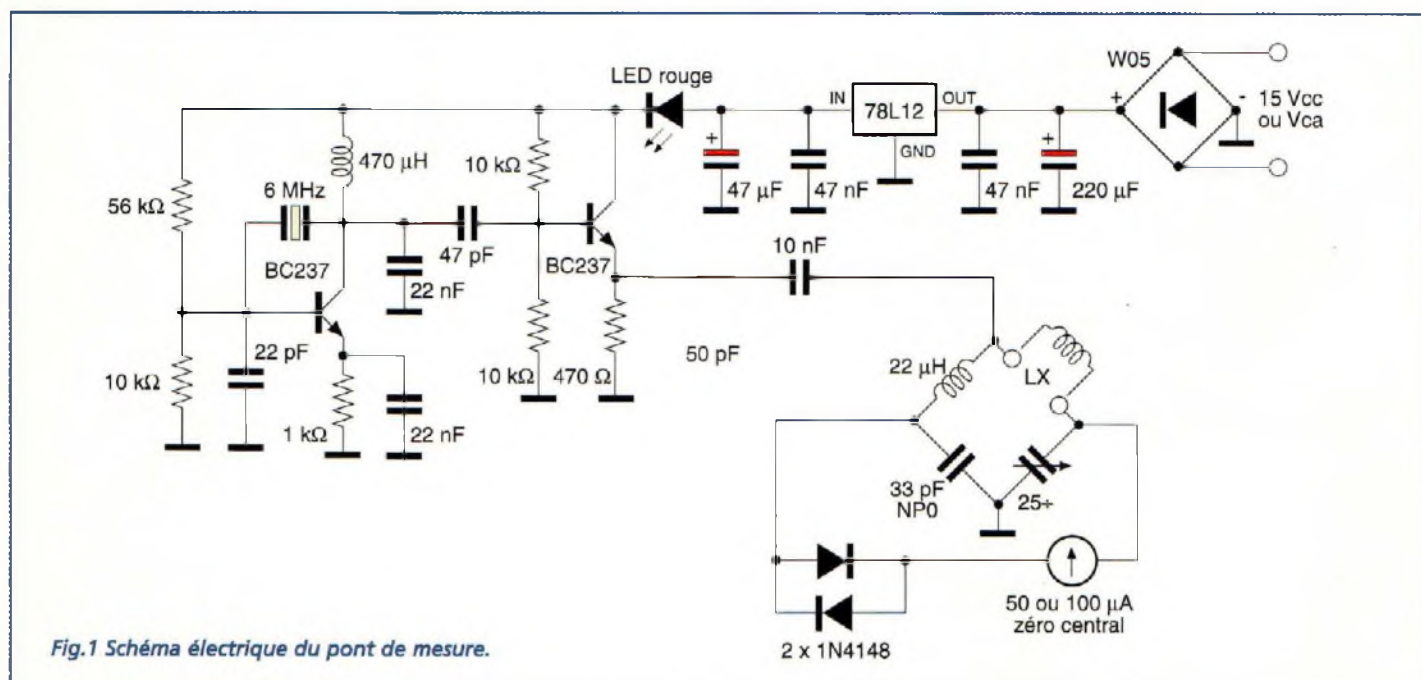 W05
LED rouge
IN
78L12
OUT
+
-
15 Vcc
ou Vca
GND
470 µH
10 kΩ
+
47 µF
47 nF
47 nF
+
220 µF
6 MHz
56 kΩ
47 pF
10 nF
BC237
BC237
22 nF
22 pF
50 pF
10 kΩ
22 µH
LX
10 kΩ
470 Ω
1 kΩ
22 nF
33 pF
NP0
25÷
50 ou 100 µA
zéro central
2 x 1N4148
Fig.1 Schéma électrique du pont de mesure.